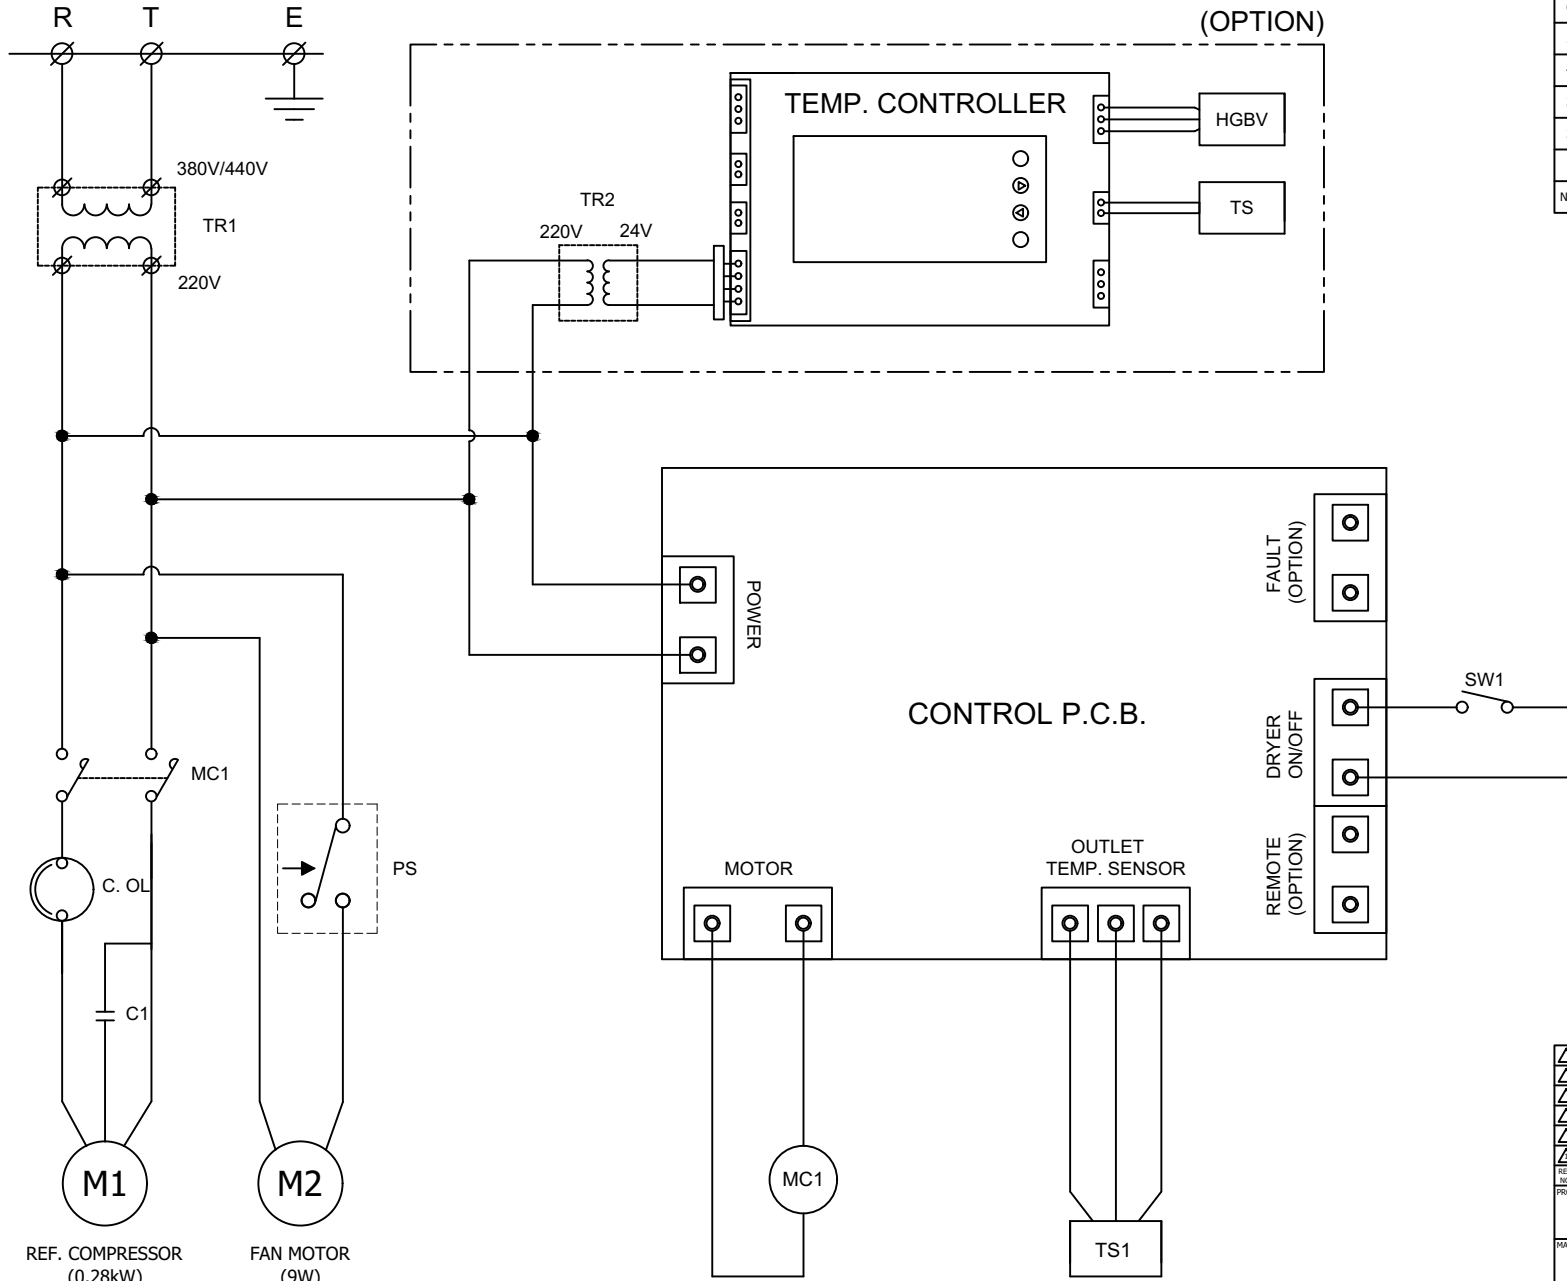 R T E
(OPTION)
TEMP. CONTROLLER
HGBV
TS
380V/440V
TR1
220V
TR2
220V 24V
POWER
FAULT
(OPTION)
CONTROL P.C.B.
DRYER
ON/OFF
SW1
REMOTE
(OPTION)
MC1
C. OL
PS
MOTOR
OUTLET
TEMP. SENSOR
C1
M1
M2
MC1
TS1
REF. COMPRESSOR
(0.28kW)
FAN MOTOR
(9W)